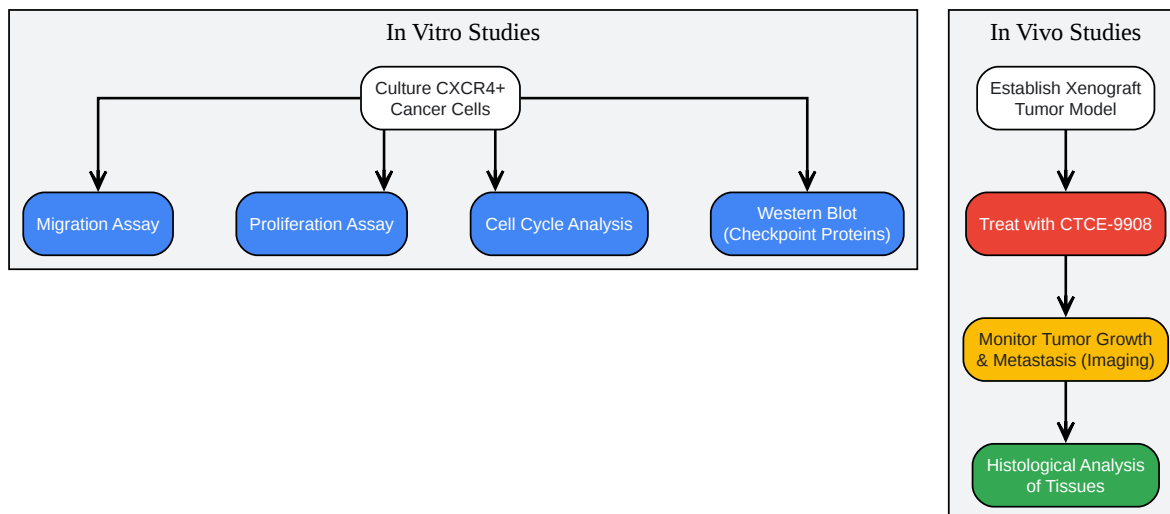 In Vitro Studies
Culture CXCR4+
Cancer Cells
Migration Assay
Proliferation Assay
Cell Cycle Analysis
Western Blot
(Checkpoint Proteins)
In Vivo Studies
Establish Xenograft
Tumor Model
Treat with CTCE-9908
Monitor Tumor Growth
& Metastasis (Imaging)
Histological Analysis
of Tissues